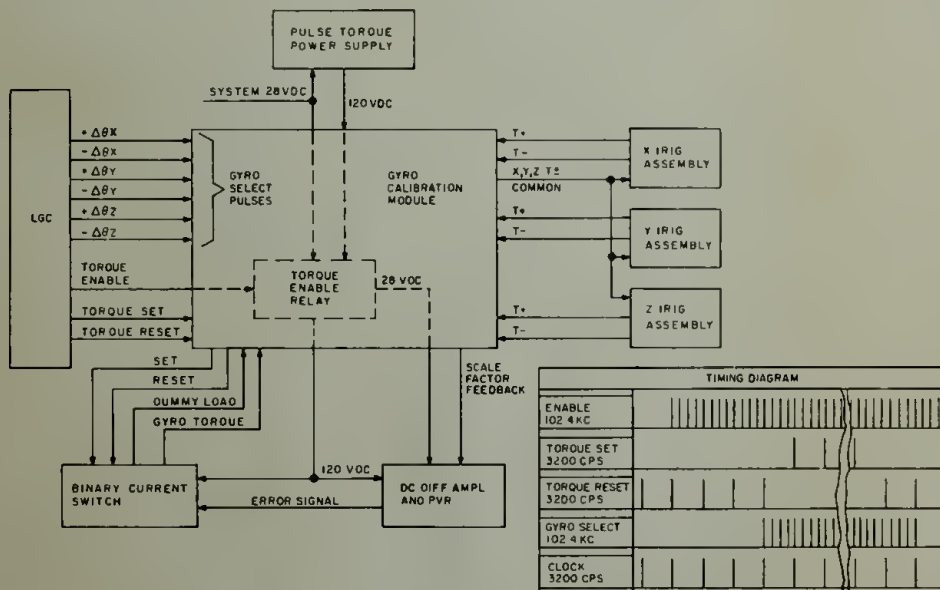 PULSE TORQUE
POWER SUPPLY
SYSTEM 28VDC
120 VDC
LGC
+ ΔθX
- ΔθX
+ ΔθY
- ΔθY
+ ΔθZ
- ΔθZ
TORQUE
ENABLE
TORQUE SET
TORQUE RESET
GYRO
SELECT
PULSES
GYRO
CALIBRATION
MODULE
TORQUE
ENABLE
RELAY
28 VDC
T+
T-
X,Y,Z T±
COMMON
T+
T-
T+
T-
X IRIG
ASSEMBLY
Y IRIG
ASSEMBLY
Z IRIG
ASSEMBLY
SET
RESET
DUMMY LOAD
GYRO TORQUE
SCALE
FACTOR
FEEDBACK
BINARY CURRENT
SWITCH
120 VDC
ERROR SIGNAL
DC DIFF AMPL
AND PVR
TIMING DIAGRAM
ENABLE
102.4KC
TORQUE SET
3200 CPS
TORQUE RESET
3200 CPS
GYRO SELECT
102.4KC
CLOCK
3200 CPS